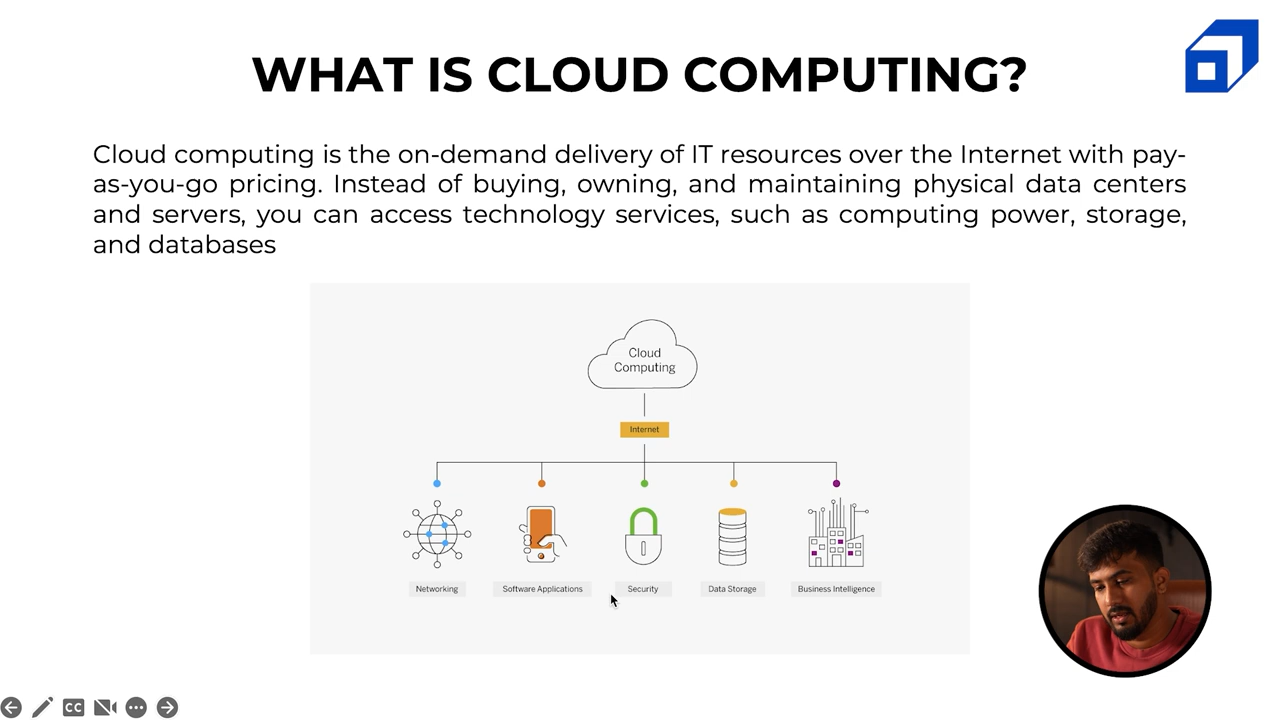 WHAT IS CLOUD COMPUTING?
Cloud computing is the on-demand delivery of IT resources over the Internet with pay-
as-you-go pricing. Instead of buying, owning, and maintaining physical data centers
and servers, you can access technology services, such as computing power, storage,
and databases
Cloud
Computing
Internet
Networking
Software Applications
Security
Data Storage
Business Intelligence
CC